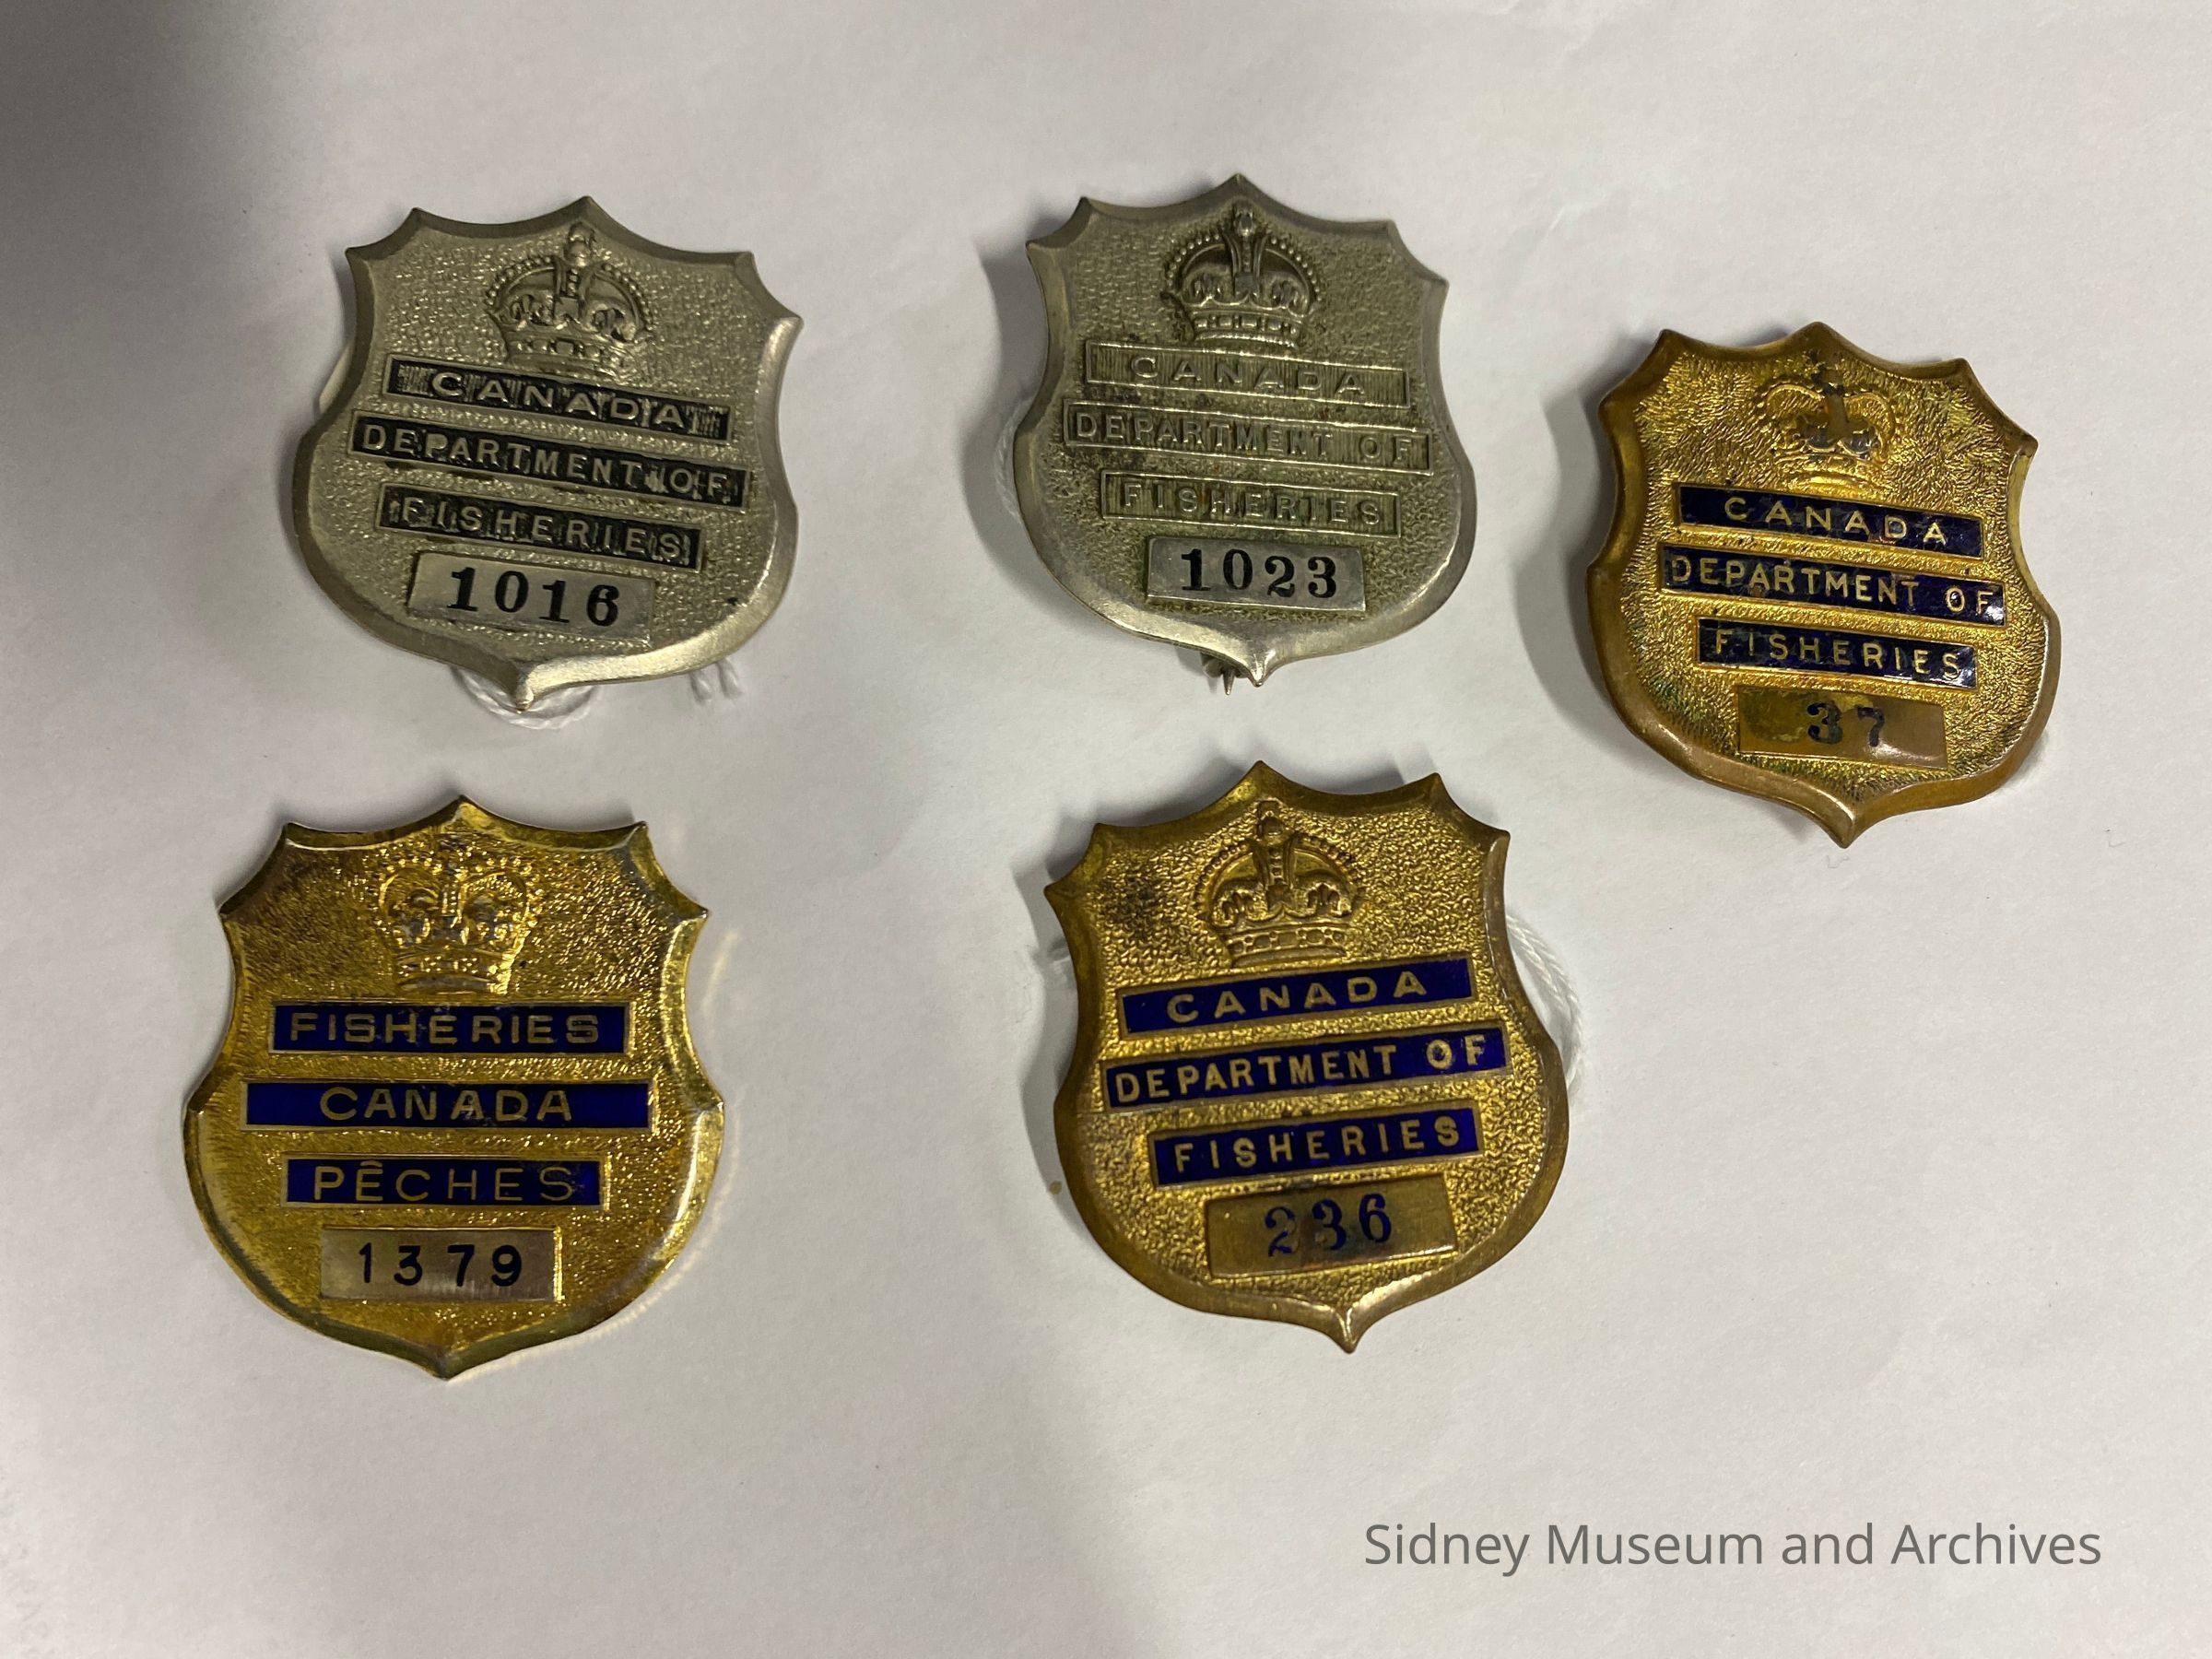 CANADA
DEPARTMENT OF
FISHERIES
1016
CANADA
DEPARTMENT OF
FISHERIES
1023
CANADA
DEPARTMENT OF
FISHERIES
37
FISHERIES
CANADA
PÊCHES
1379
CANADA
DEPARTMENT OF
FISHERIES
236
Sidney Museum and Archives